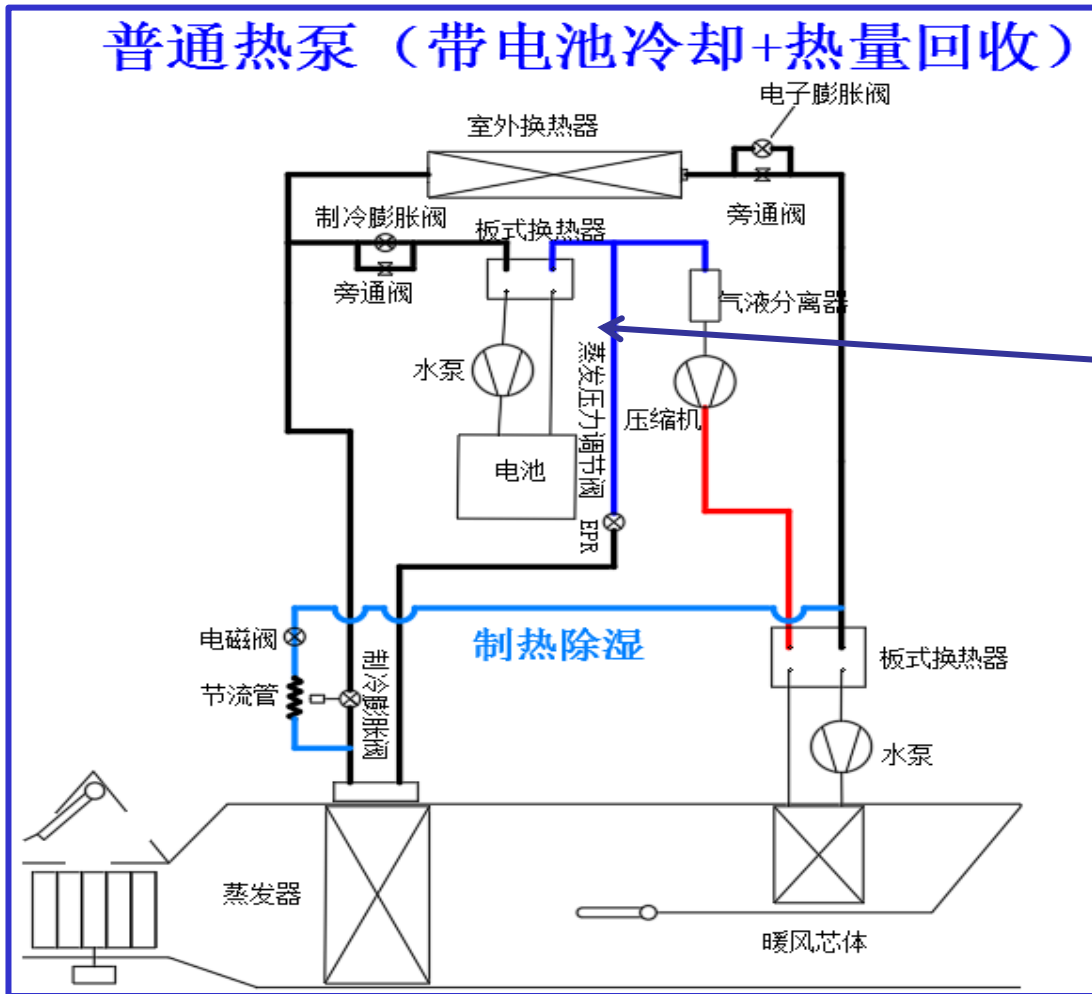 普通热泵（带电池冷却+热量回收）
电子膨胀阀
室外换热器
旁通阀
制冷膨胀阀
板式换热器
旁通阀
气液分离器
水泵
蒸发压力调节阀
EPR
压缩机
电池
电磁阀
制热除湿
节流管
制冷膨胀阀
板式换热器
水泵
蒸发器
暖风芯体